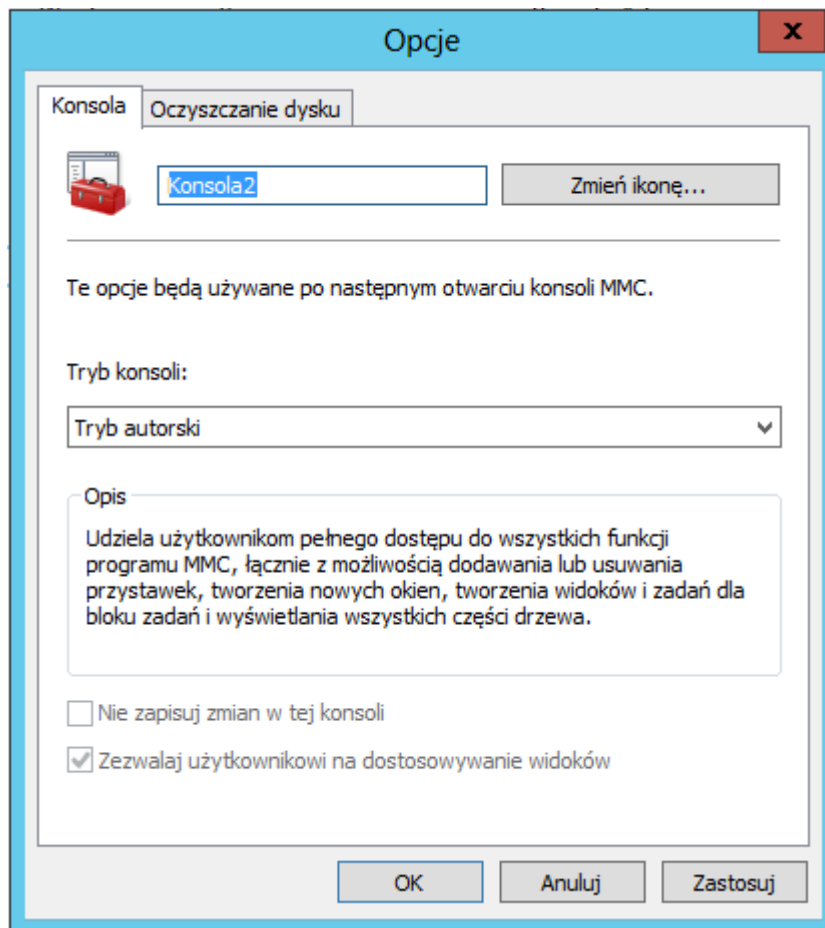 Opcje
Konsola
Oczyszczanie dysku
Konsola2
Zmień ikonę...
Te opcje będą używane po następnym otwarciu konsoli MMC.
Tryb konsoli:
Tryb autorski
Opis
Udziela użytkownikom pełnego dostępu do wszystkich funkcji
programu MMC, łącznie z możliwością dodawania lub usuwania
przystawek, tworzenia nowych okien, tworzenia widoków i zadań dla
bloku zadań i wyświetlania wszystkich części drzewa.
Nie zapisuj zmian w tej konsoli
Zezwalaj użytkownikowi na dostosowywanie widoków
OK
Anuluj
Zastosuj